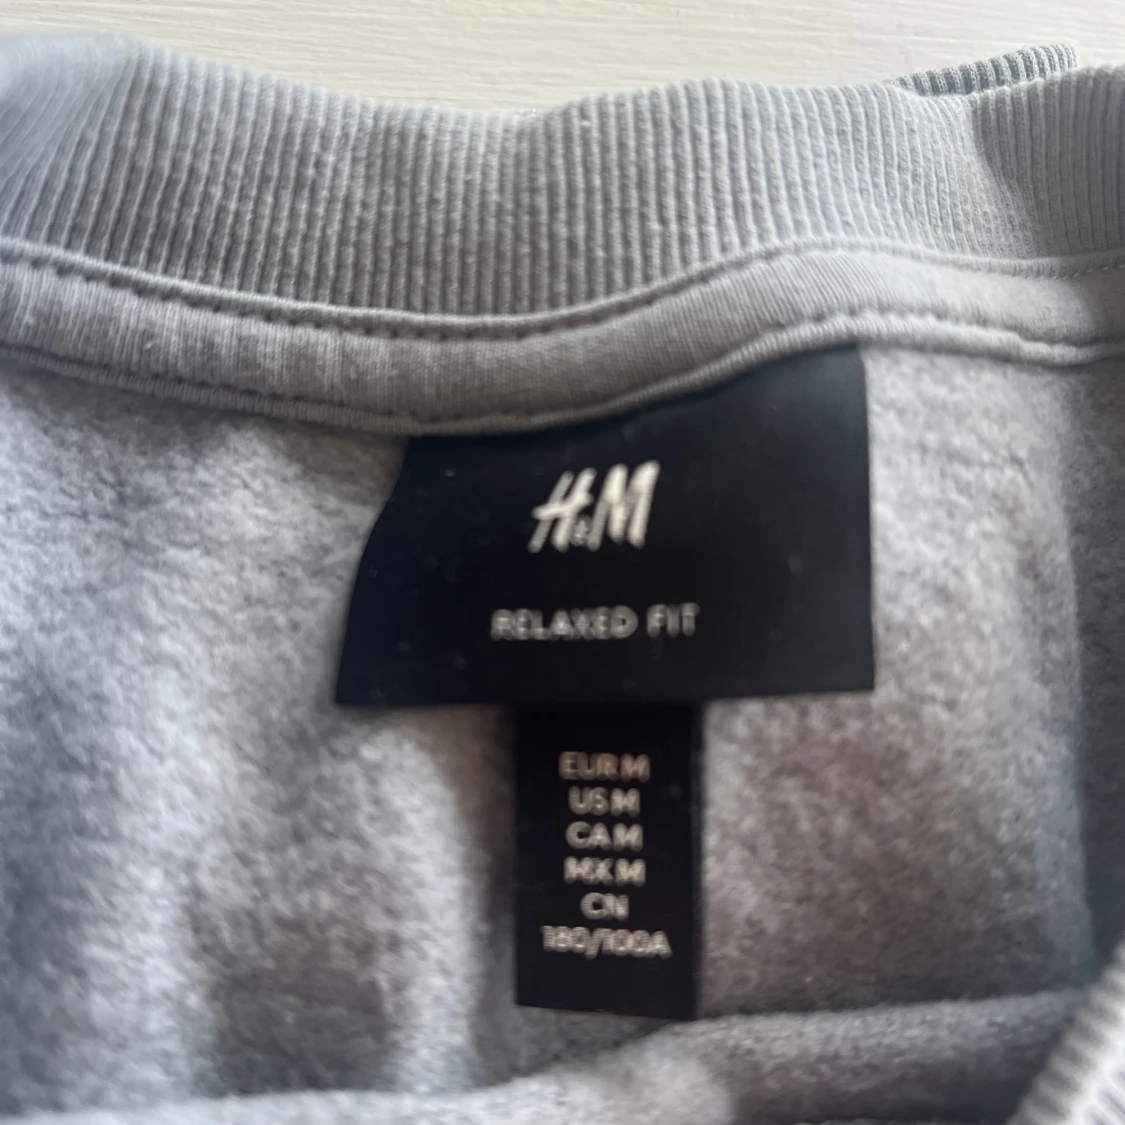 H&M
RELAXED FIT
EUR M
US M
CA M
MX M
CN
180/100A